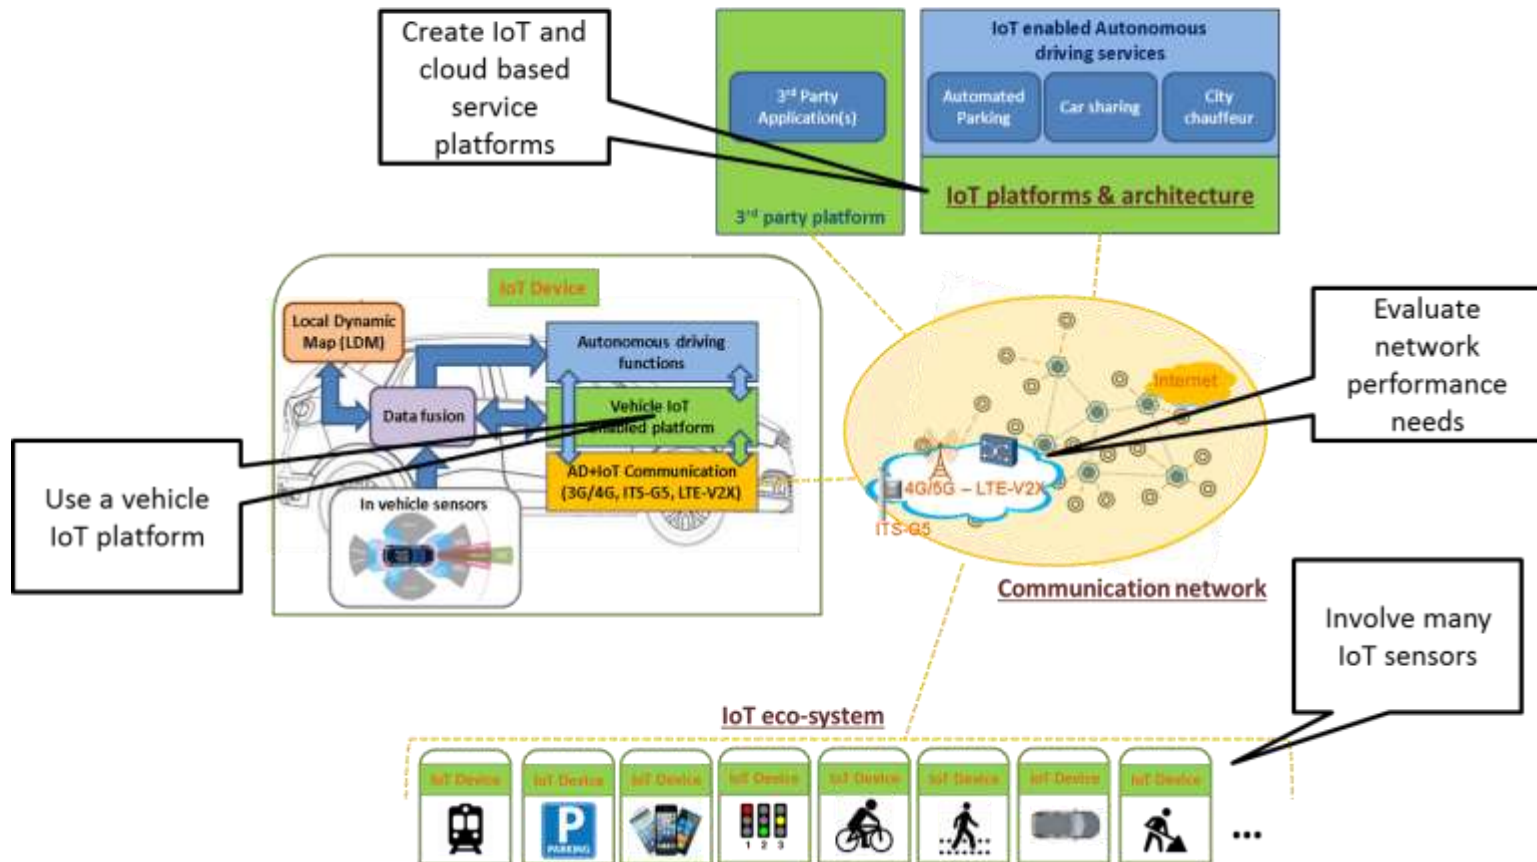 Create IoT and
cloud based
service
platforms
3rd Party
Application(s)
3rd party platform
IoT enabled Autonomous
driving services
Automated
Parking
Car sharing
City
chauffeur
IoT platforms & architecture
IoT Device
Local Dynamic
Map (LDM)
Autonomous driving
functions
Data fusion
Vehicle IoT
enabled platform
AD+IoT Communication
(3G/4G, ITS-G5, LTE-V2X)
In vehicle sensors
Use a vehicle
IoT platform
Internet
4G/5G – LTE-V2X
ITS-G5
Communication network
Evaluate
network
performance
needs
Involve many
IoT sensors
IoT eco-system
IoT Device
IoT Device
IoT Device
IoT Device
IoT Device
IoT Device
IoT Device
IoT Device
P
PARKING
1 2 3
...